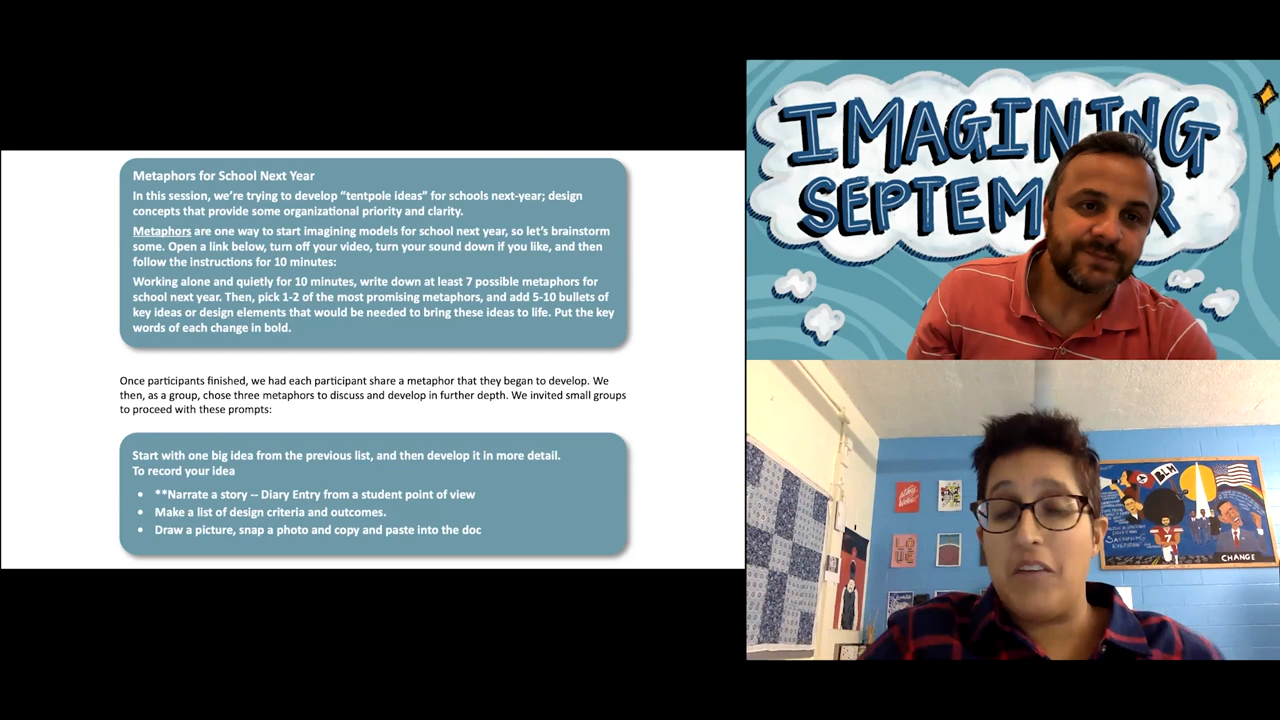 Metaphors for School Next Year
In this session, we're trying to develop “tentpole ideas” for schools next-year; design
concepts that provide some organizational priority and clarity.
Metaphors are one way to start imagining models for school next year, so let's brainstorm
some. Open a link below, turn off your video, turn your sound down if you like, and then
follow the instructions for 10 minutes:
Working alone and quietly for 10 minutes, write down at least 7 possible metaphors for
school next year. Then, pick 1-2 of the most promising metaphors, and add 5-10 bullets of
key ideas or design elements that would be needed to bring these ideas to life. Put the key
words of each change in bold.
Once participants finished, we had each participant share a metaphor that they began to develop. We
then, as a group, chose three metaphors to discuss and develop in further depth. We invited small groups
to proceed with these prompts:
Start with one big idea from the previous list, and then develop it in more detail.
To record your idea
• **Narrate a story -- Diary Entry from a student point of view
• Make a list of design criteria and outcomes.
• Draw a picture, snap a photo and copy and paste into the doc
IMAGINING
SEPTEM R
BLM
7
CHANGE